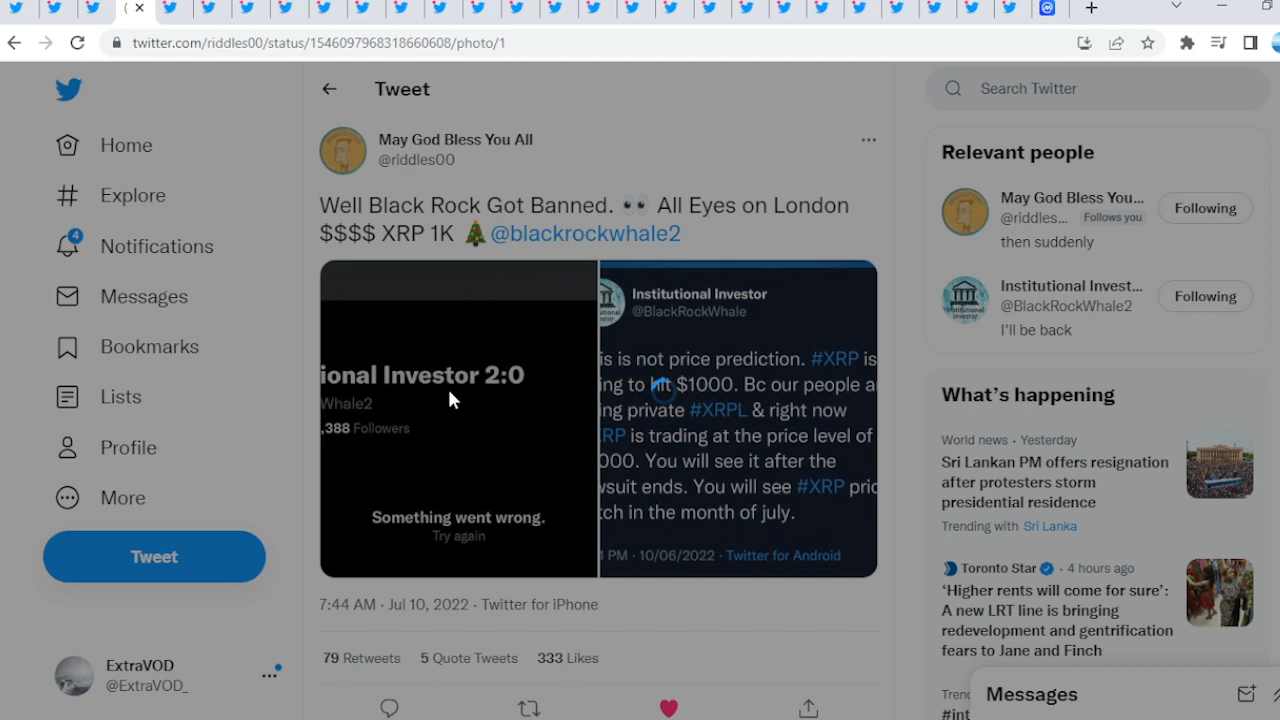 twitter.com/riddles00/status/1546097968318660608/photo/1
Home
Explore
4
Notifications
Messages
Bookmarks
Lists
Profile
More
Tweet
ExtraVOD
@ExtraVOD_
Tweet
May God Bless You All
@riddles00
Well Black Rock Got Banned. 👀 All Eyes on London
$$$$ XRP 1K 🎄 @blackrockwhale2
ional Investor 2:0
Whale2
,388 Followers
Something went wrong.
Try again
Institutional Investor
@BlackRockWhale
is is not price prediction. #XRP is
ing to hit $1000. Bc our people a
ing private #XRPL & right now
RP is trading at the price level of
000. You will see it after the
wsuit ends. You will see #XRP pric
tch in the month of july.
1 PM · 10/06/2022 · Twitter for Android
7:44 AM · Jul 10, 2022 · Twitter for iPhone
79 Retweets 5 Quote Tweets 333 Likes
Search Twitter
Relevant people
May God Bless You...
@riddles... Follows you
Following
then suddenly
Institutional Invest...
@BlackRockWhale2
Following
I'll be back
What's happening
World news · Yesterday
Sri Lankan PM offers resignation
after protesters storm
presidential residence
Trending with Sri Lanka
Toronto Star · 4 hours ago
‘Higher rents will come for sure’:
A new LRT line is bringing
redevelopment and gentrification
fears to Jane and Finch
Trend
#int
Messages